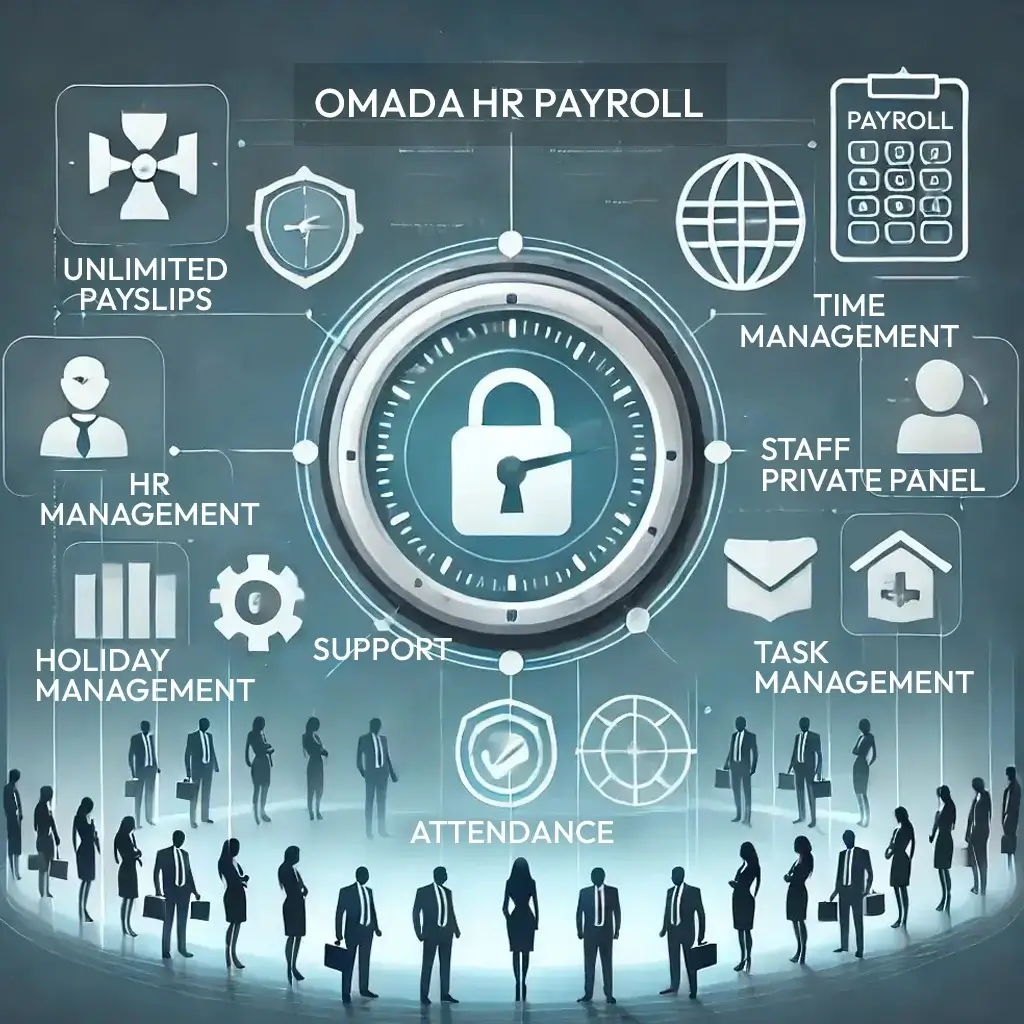 OMADA HR PAYROLL
PAYROLL
UNLIMITED
PAYSLIPS
TIME
MANAGEMENT
HR
MANAGEMENT
STAFF
PRIVATE PANEL
HOLIDAY
MANAGEMENT
SUPPORT
TASK
MANAGEMENT
ATTENDANCE